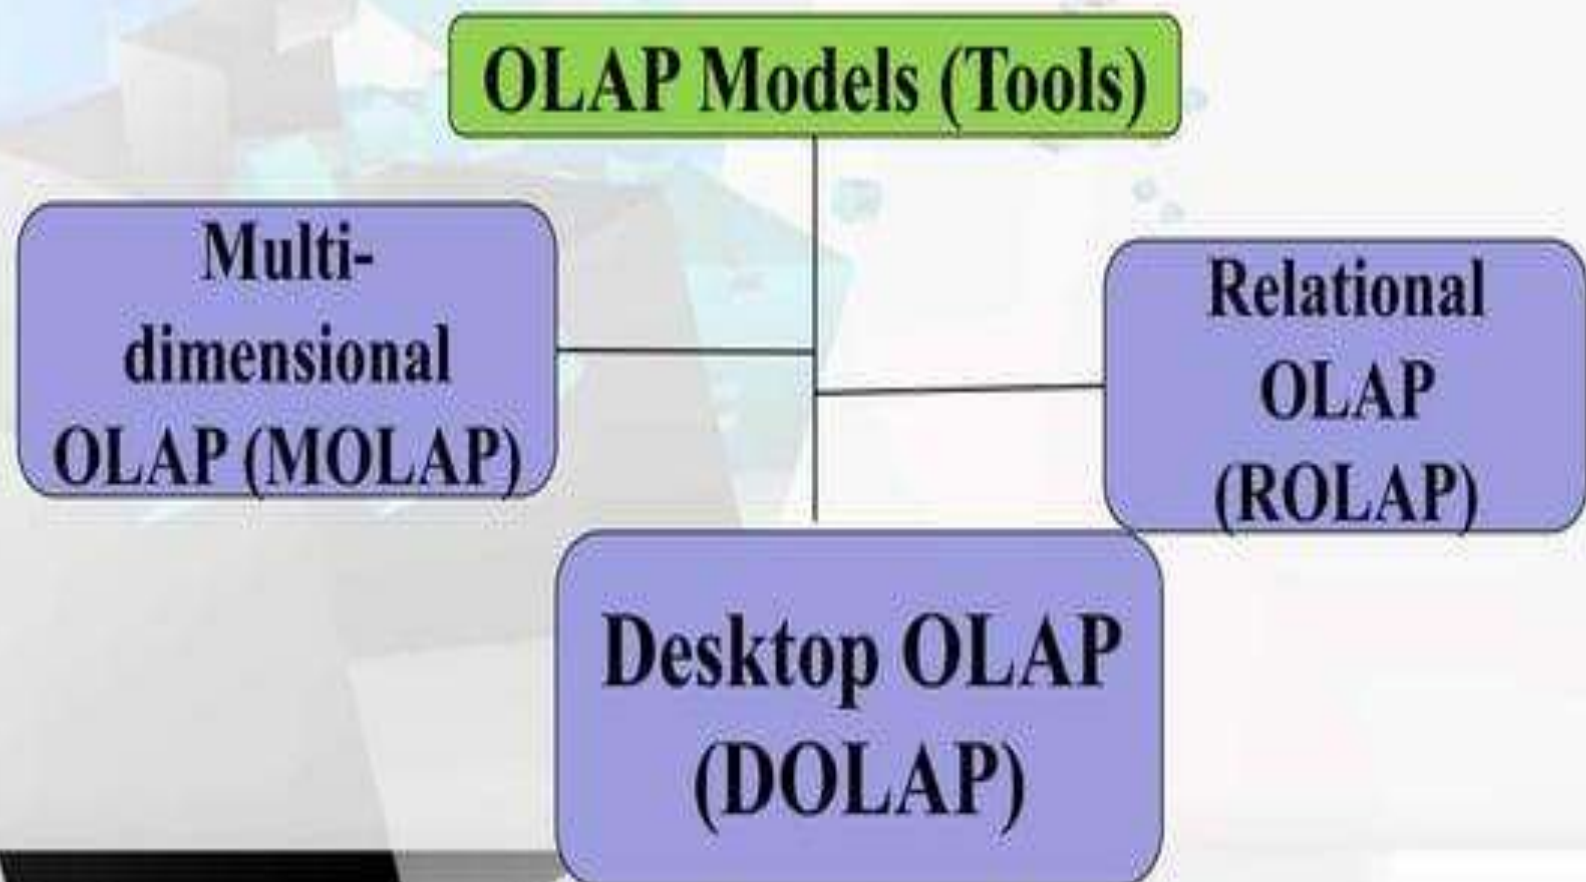 OLAP Models (Tools)
Multi-
dimensional
OLAP (MOLAP)
Relational
OLAP
(ROLAP)
Desktop OLAP
(DOLAP)